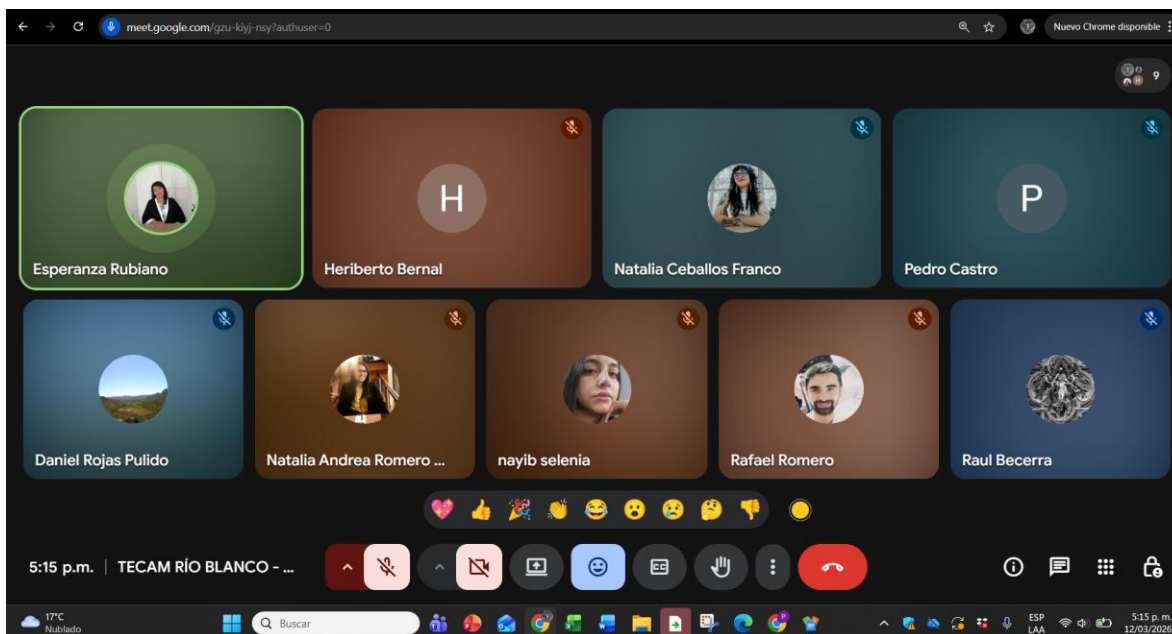 meet.google.com/gzu-kiyj-nsy?authuser=0
Nuevo Chrome disponible
9
H
P
Esperanza Rubiano
Heriberto Bernal
Natalia Ceballos Franco
Pedro Castro
Daniel Rojas Pulido
Natalia Andrea Romero ...
nayib selenia
Rafael Romero
Raul Becerra
5:15 p.m. | TECAM RÍO BLANCO - ...
CC
17°C
Nublado
Buscar
ESP
LAA
5:15 p. m.
12/03/2026